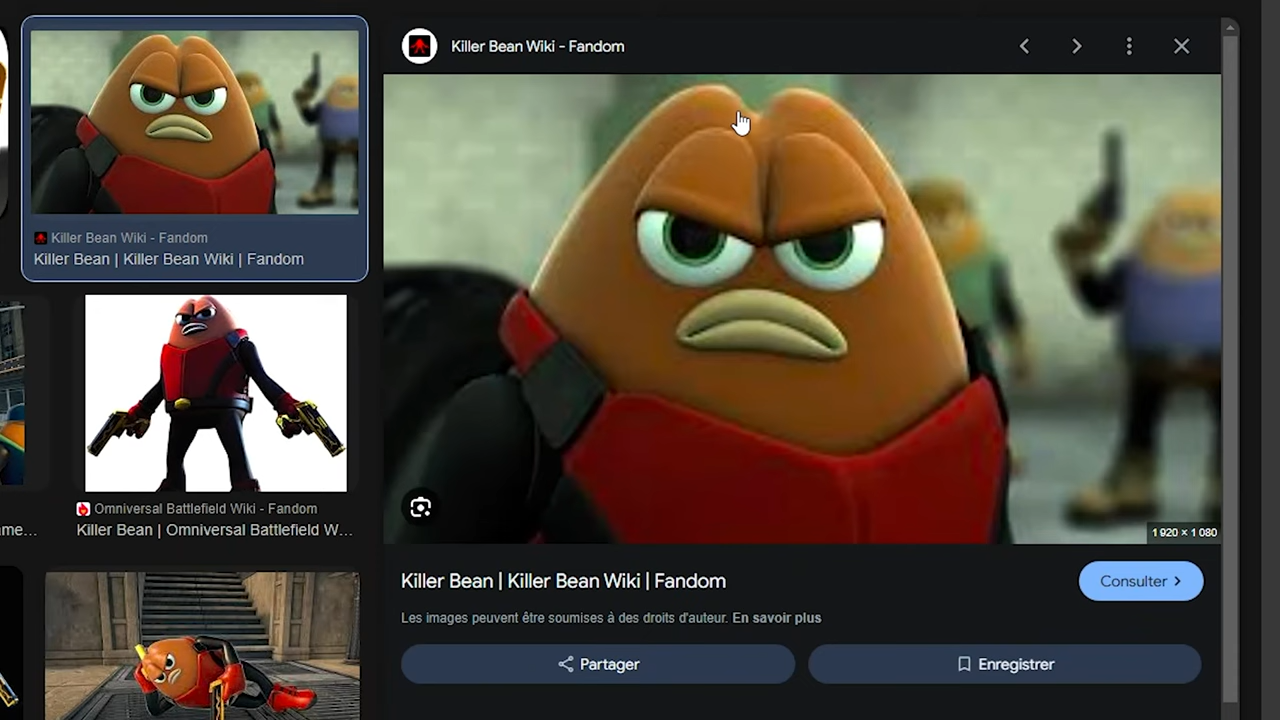 Killer Bean Wiki - Fandom
Killer Bean | Killer Bean Wiki | Fandom
Omniversal Battlefield Wiki - Fandom
Killer Bean | Omniversal Battlefield W...
ame...
Killer Bean Wiki - Fandom
1 920 × 1 080
Killer Bean | Killer Bean Wiki | Fandom
Consulter
Les images peuvent être soumises à des droits d'auteur. En savoir plus
Partager
Enregistrer